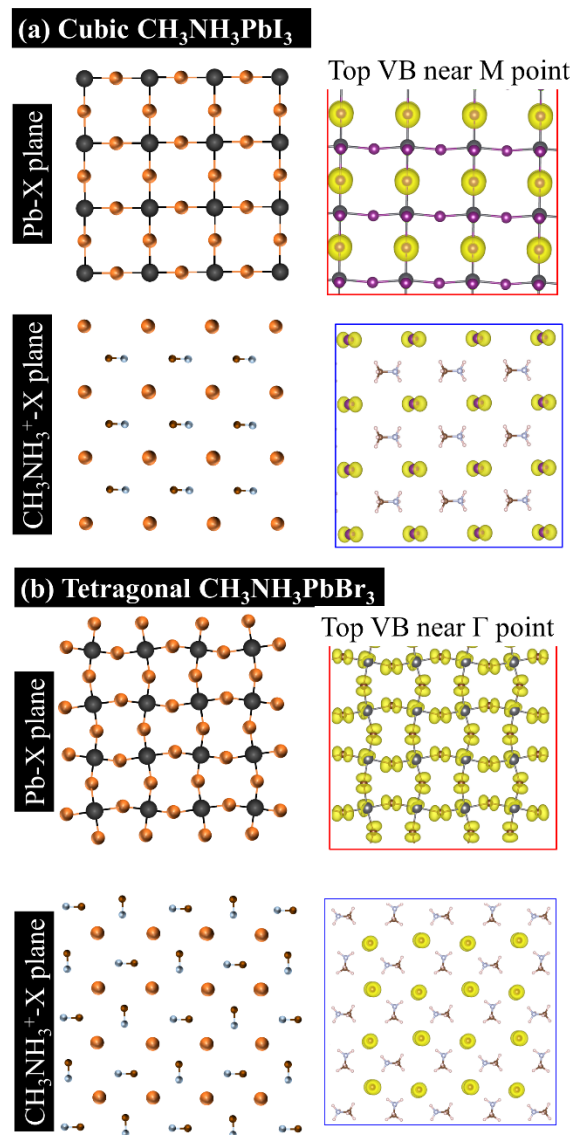 (a) Cubic CH₃NH₃PbI₃
Top VB near M point
Pb-X plane
CH₃NH₃⁺-X plane
(b) Tetragonal CH₃NH₃PbBr₃
Top VB near Γ point
Pb-X plane
CH₃NH₃⁺-X plane